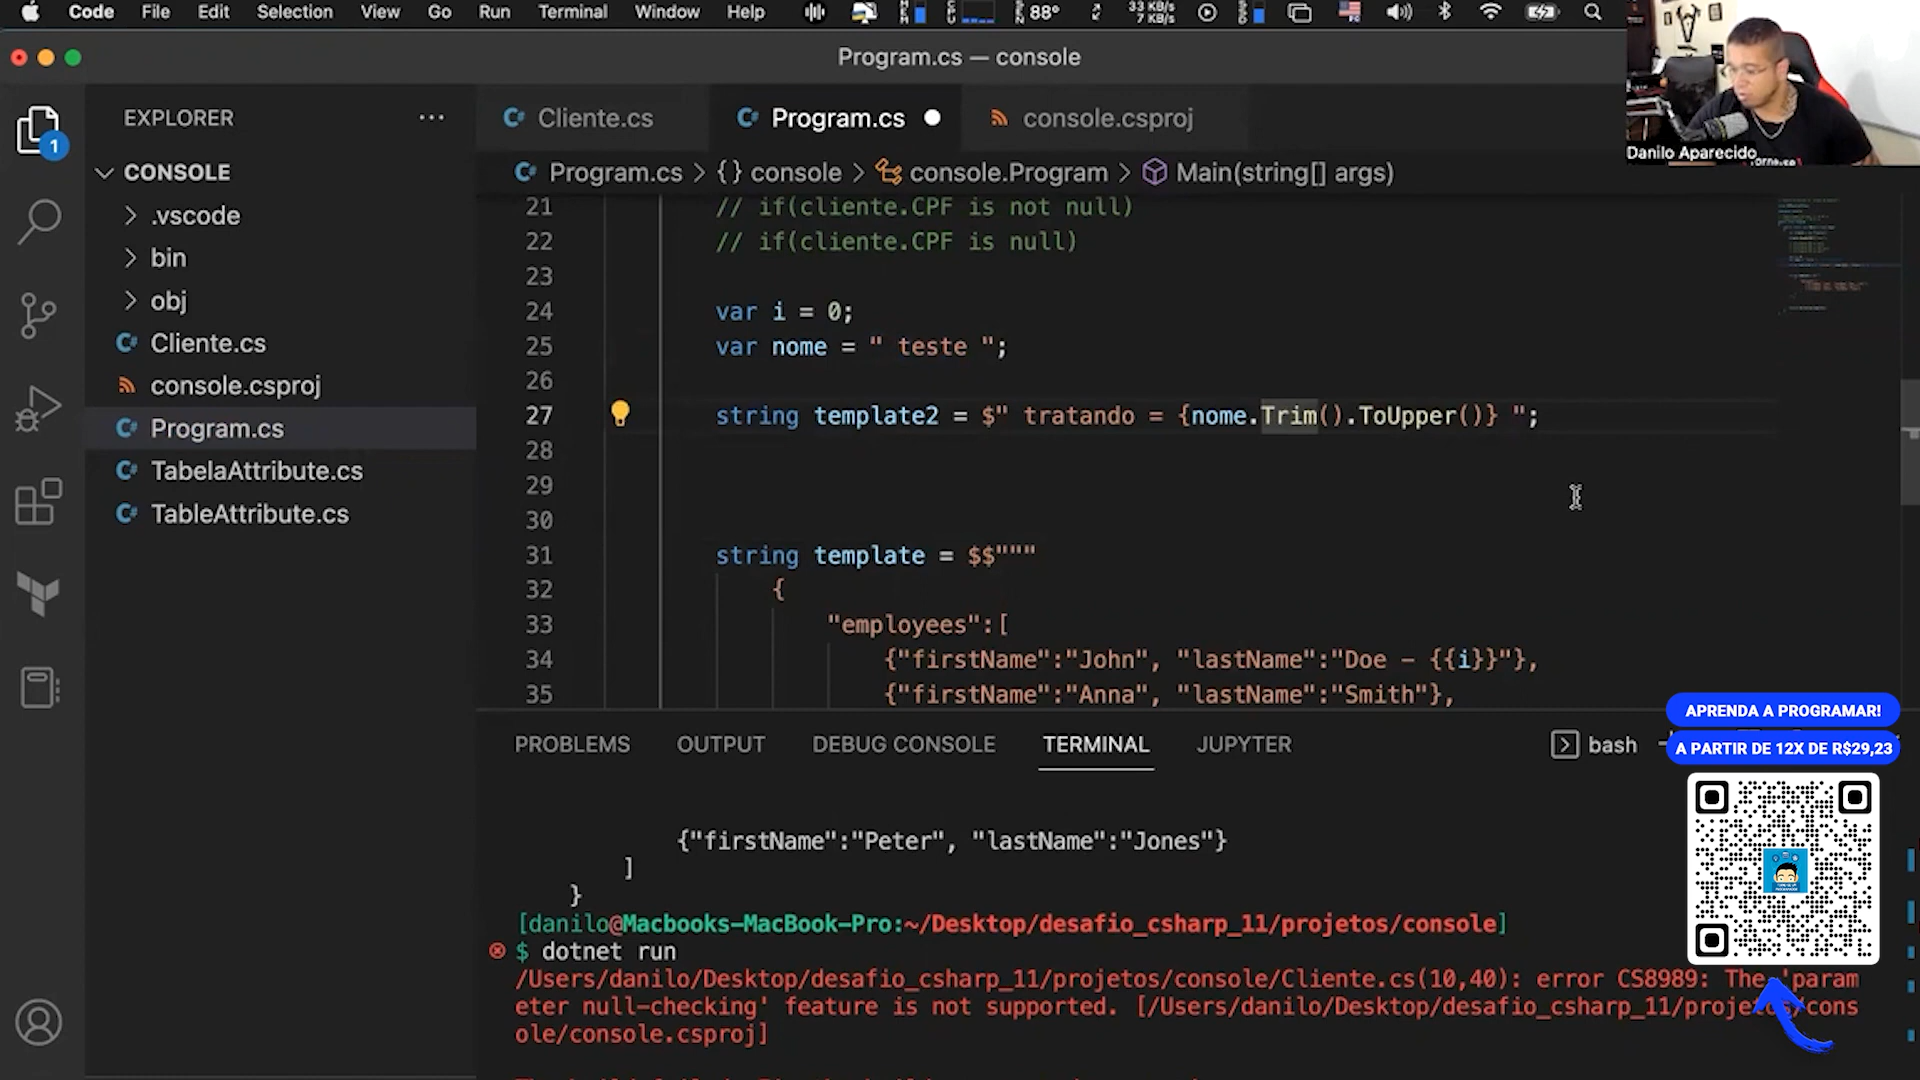 Code File Edit Selection View Go Run Terminal Window Help 88° 33 KB/s 7 KB/s
Program.cs — console
Danilo Aparecido
EXPLORER ···
Cliente.cs Program.cs console.csproj
CONSOLE
Program.cs > {} console > console.Program > Main(string[] args)
.vscode
bin
obj
Cliente.cs
console.csproj
Program.cs
TabelaAttribute.cs
TableAttribute.cs
21 // if(cliente.CPF is not null)
22 // if(cliente.CPF is null)
23
24 var i = 0;
25 var nome = " teste ";
26
27 string template2 = $" tratando = {nome.Trim().ToUpper()} ";
28
29
30
31 string template = $$"""
32 {
33 "employees":[
34 {"firstName":"John", "lastName":"Doe - {{i}}"},
35 {"firstName":"Anna", "lastName":"Smith"},
1
PROBLEMS OUTPUT DEBUG CONSOLE TERMINAL JUPYTER bash
APRENDA A PROGRAMAR!
A PARTIR DE 12X DE R$29,23
{"firstName":"Peter", "lastName":"Jones"}
]
}
[danilo@Macbooks-MacBook-Pro:~/Desktop/desafio_csharp_11/projetos/console]
$ dotnet run
/Users/danilo/Desktop/desafio_csharp_11/projetos/console/Cliente.cs(10,40): error CS8989: The 'param
eter null-checking' feature is not supported. [/Users/danilo/Desktop/desafio_csharp_11/projetos/cons
ole/console.csproj]